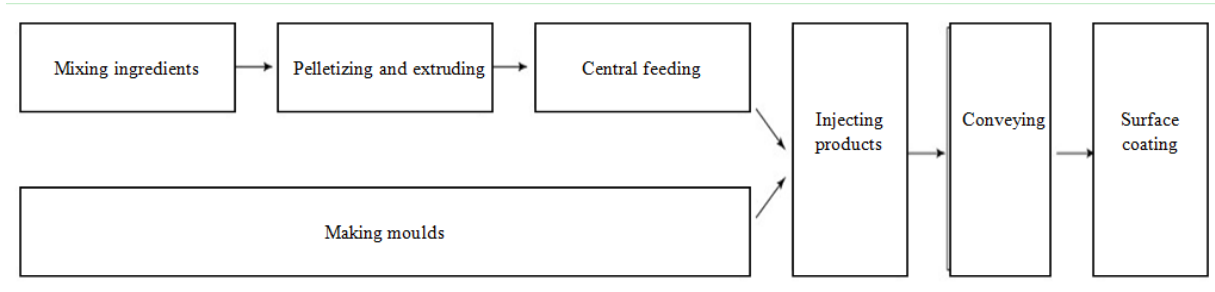 Mixing ingredients
Pelletizing and extruding
Central feeding
Making moulds
Injecting
products
Conveying
Surface
coating